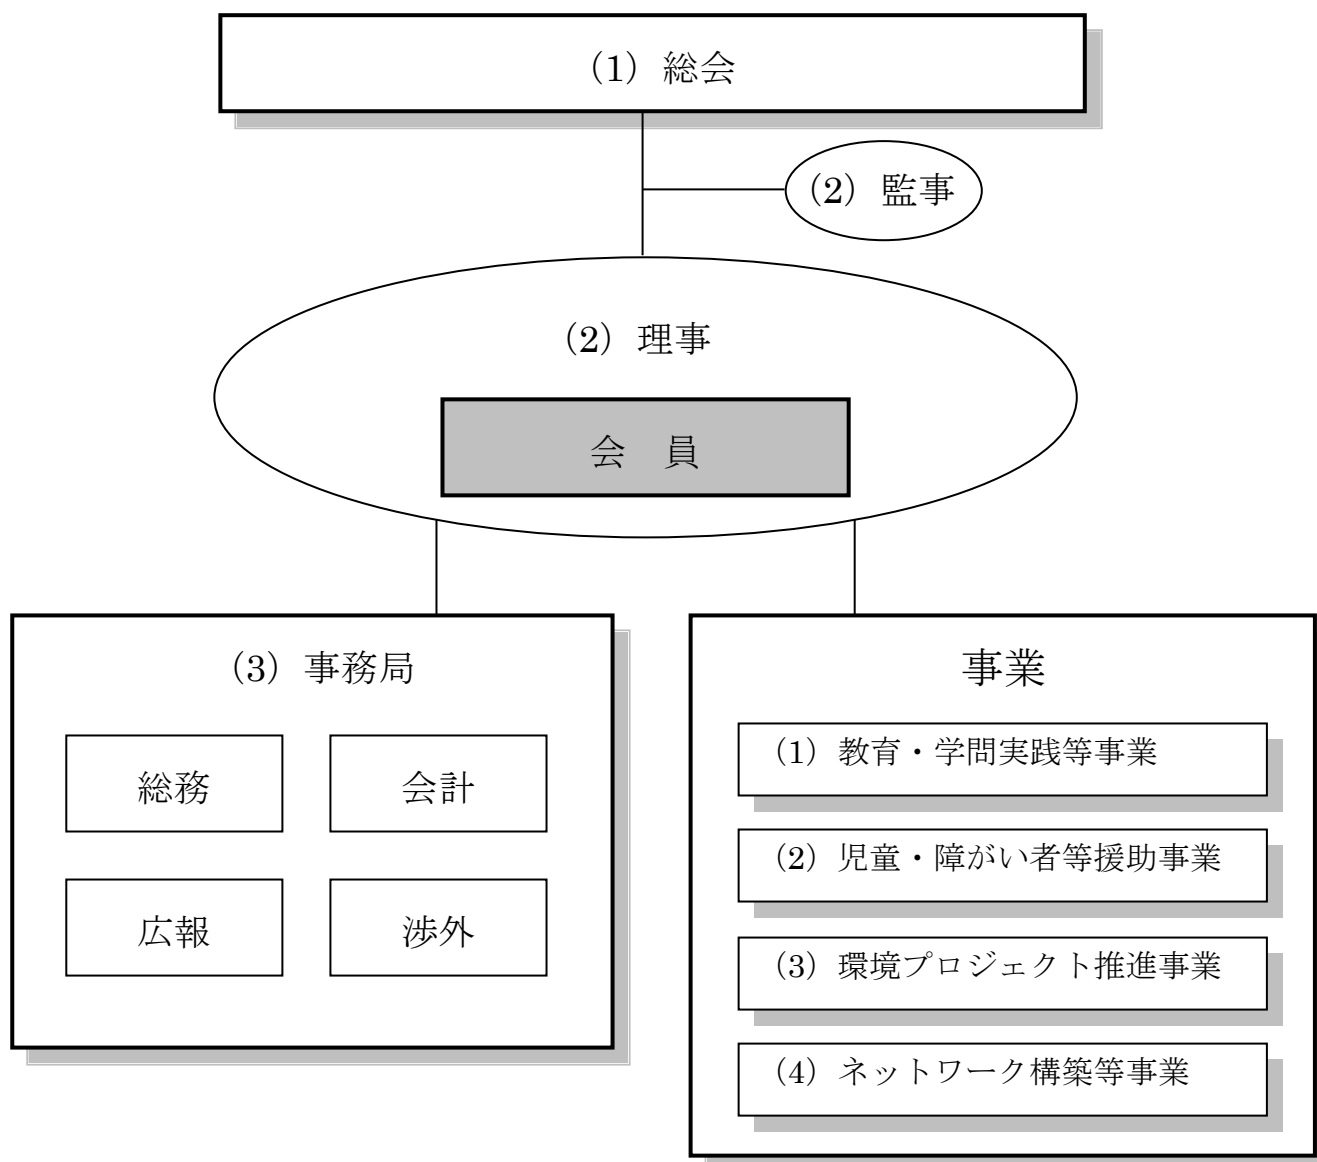 (1) 総会
(2) 監事
(2) 理事
会　員
(3) 事務局
総務
会計
広報
渉外
事業
(1) 教育・学問実践等事業
(2) 児童・障がい者等援助事業
(3) 環境プロジェクト推進事業
(4) ネットワーク構築等事業